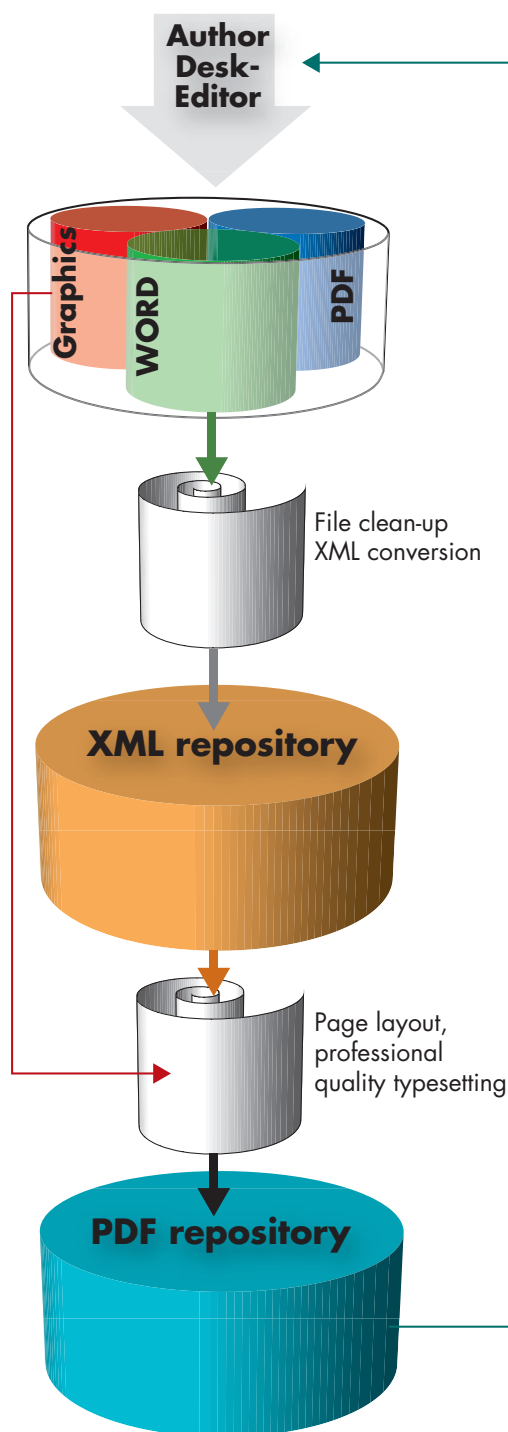 Author
Desk-
Editor
Graphics
WORD
PDF
File clean-up
XML conversion
XML repository
Page layout,
professional
quality typesetting
PDF repository